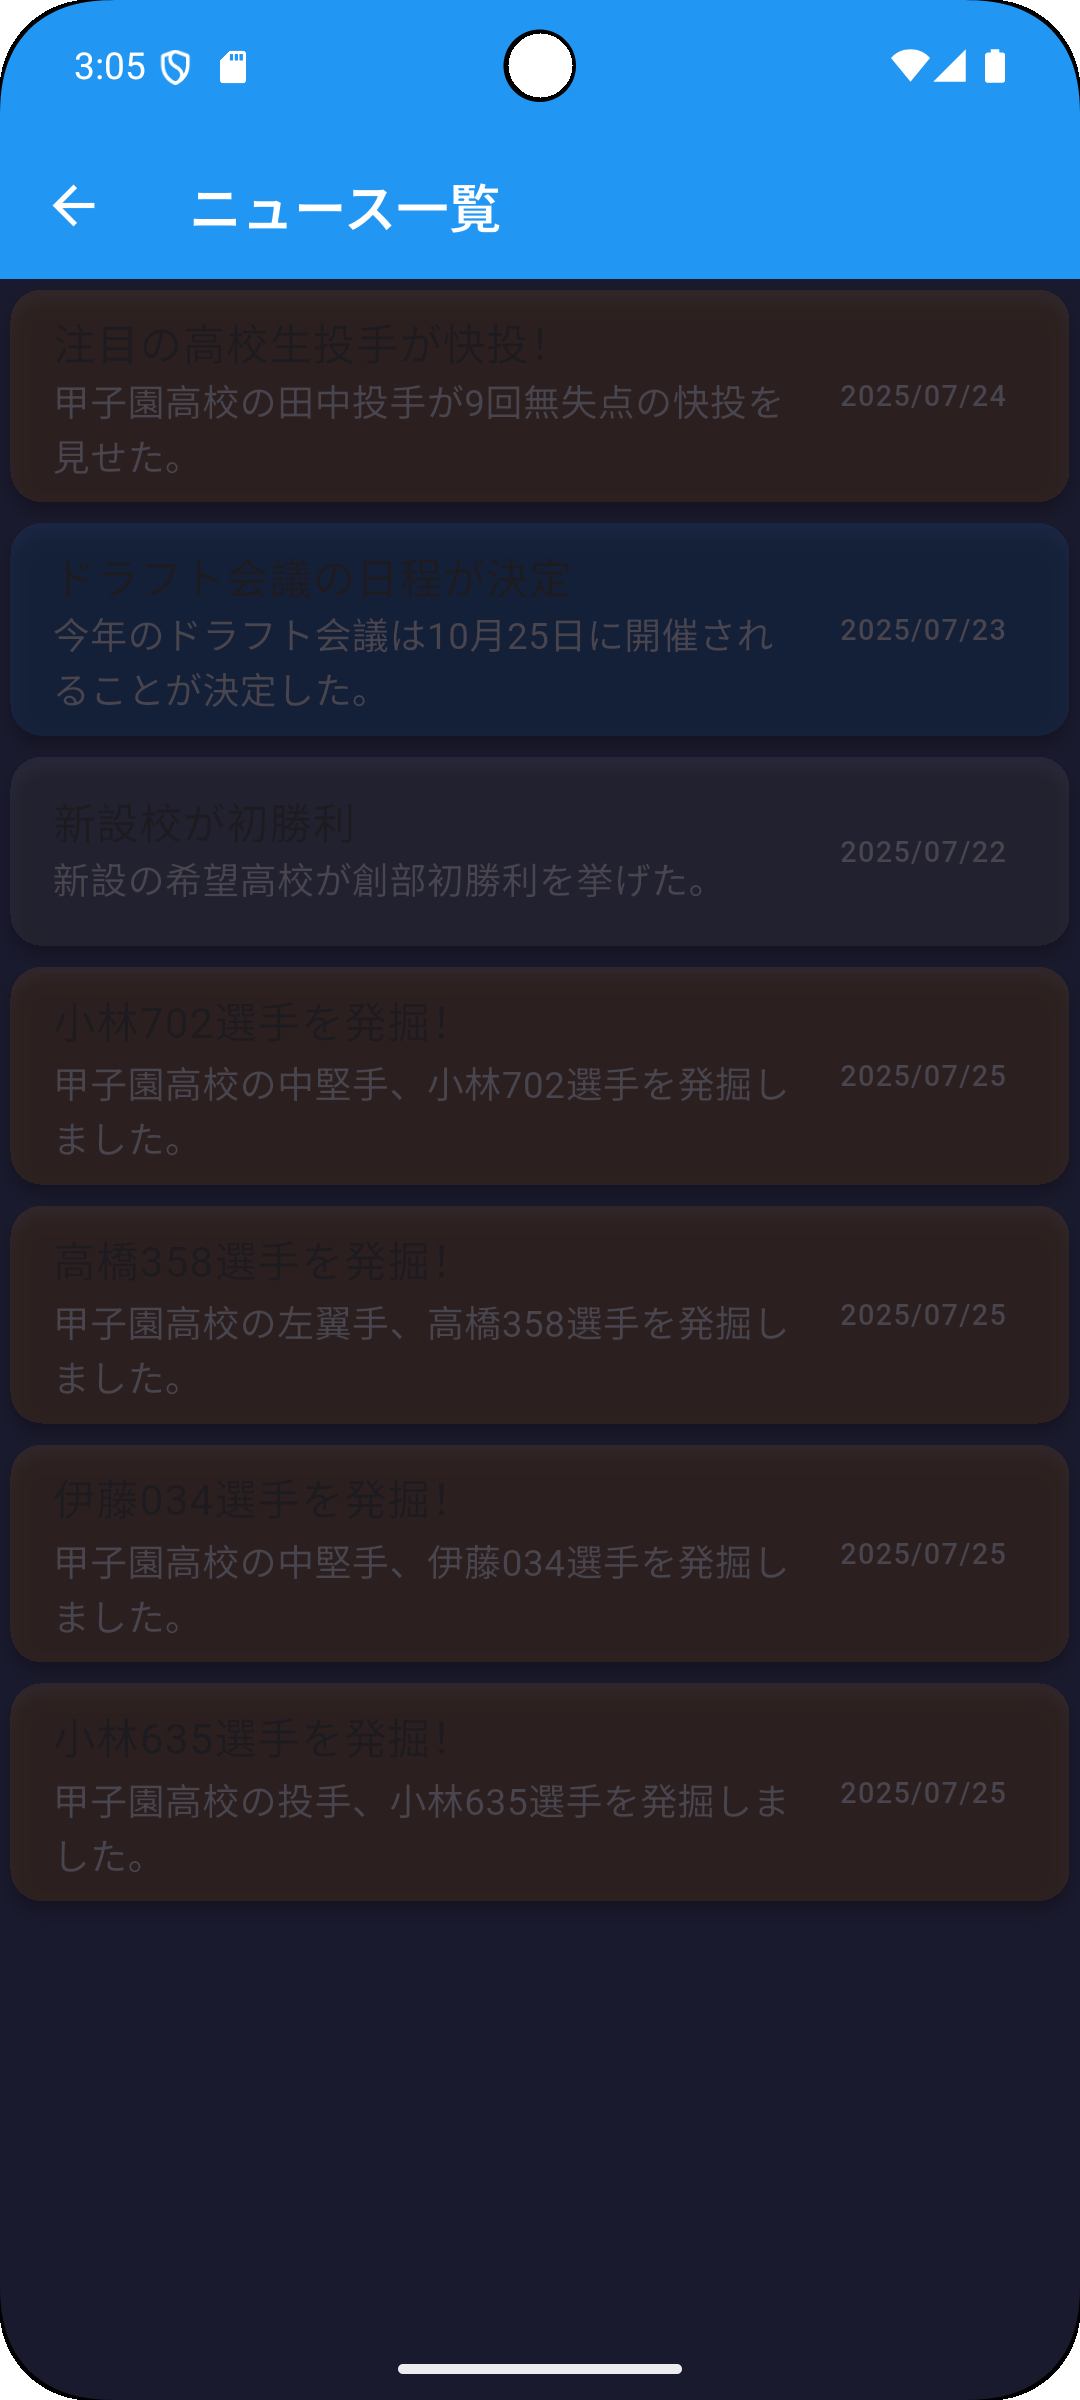 3:05
ニュース一覧
注目の高校生投手が快投！
甲子園高校の田中投手が9回無失点の快投を
見せた。
2025/07/24
ドラフト会議の日程が決定
今年のドラフト会議は10月25日に開催され
ることが決定した。
2025/07/23
新設校が初勝利
新設の希望高校が創部初勝利を挙げた。
2025/07/22
小林702選手を発掘！
甲子園高校の中堅手、小林702選手を発掘し
ました。
2025/07/25
高橋358選手を発掘！
甲子園高校の左翼手、高橋358選手を発掘し
ました。
2025/07/25
伊藤034選手を発掘！
甲子園高校の中堅手、伊藤034選手を発掘し
ました。
2025/07/25
小林635選手を発掘！
甲子園高校の投手、小林635選手を発掘しま
した。
2025/07/25